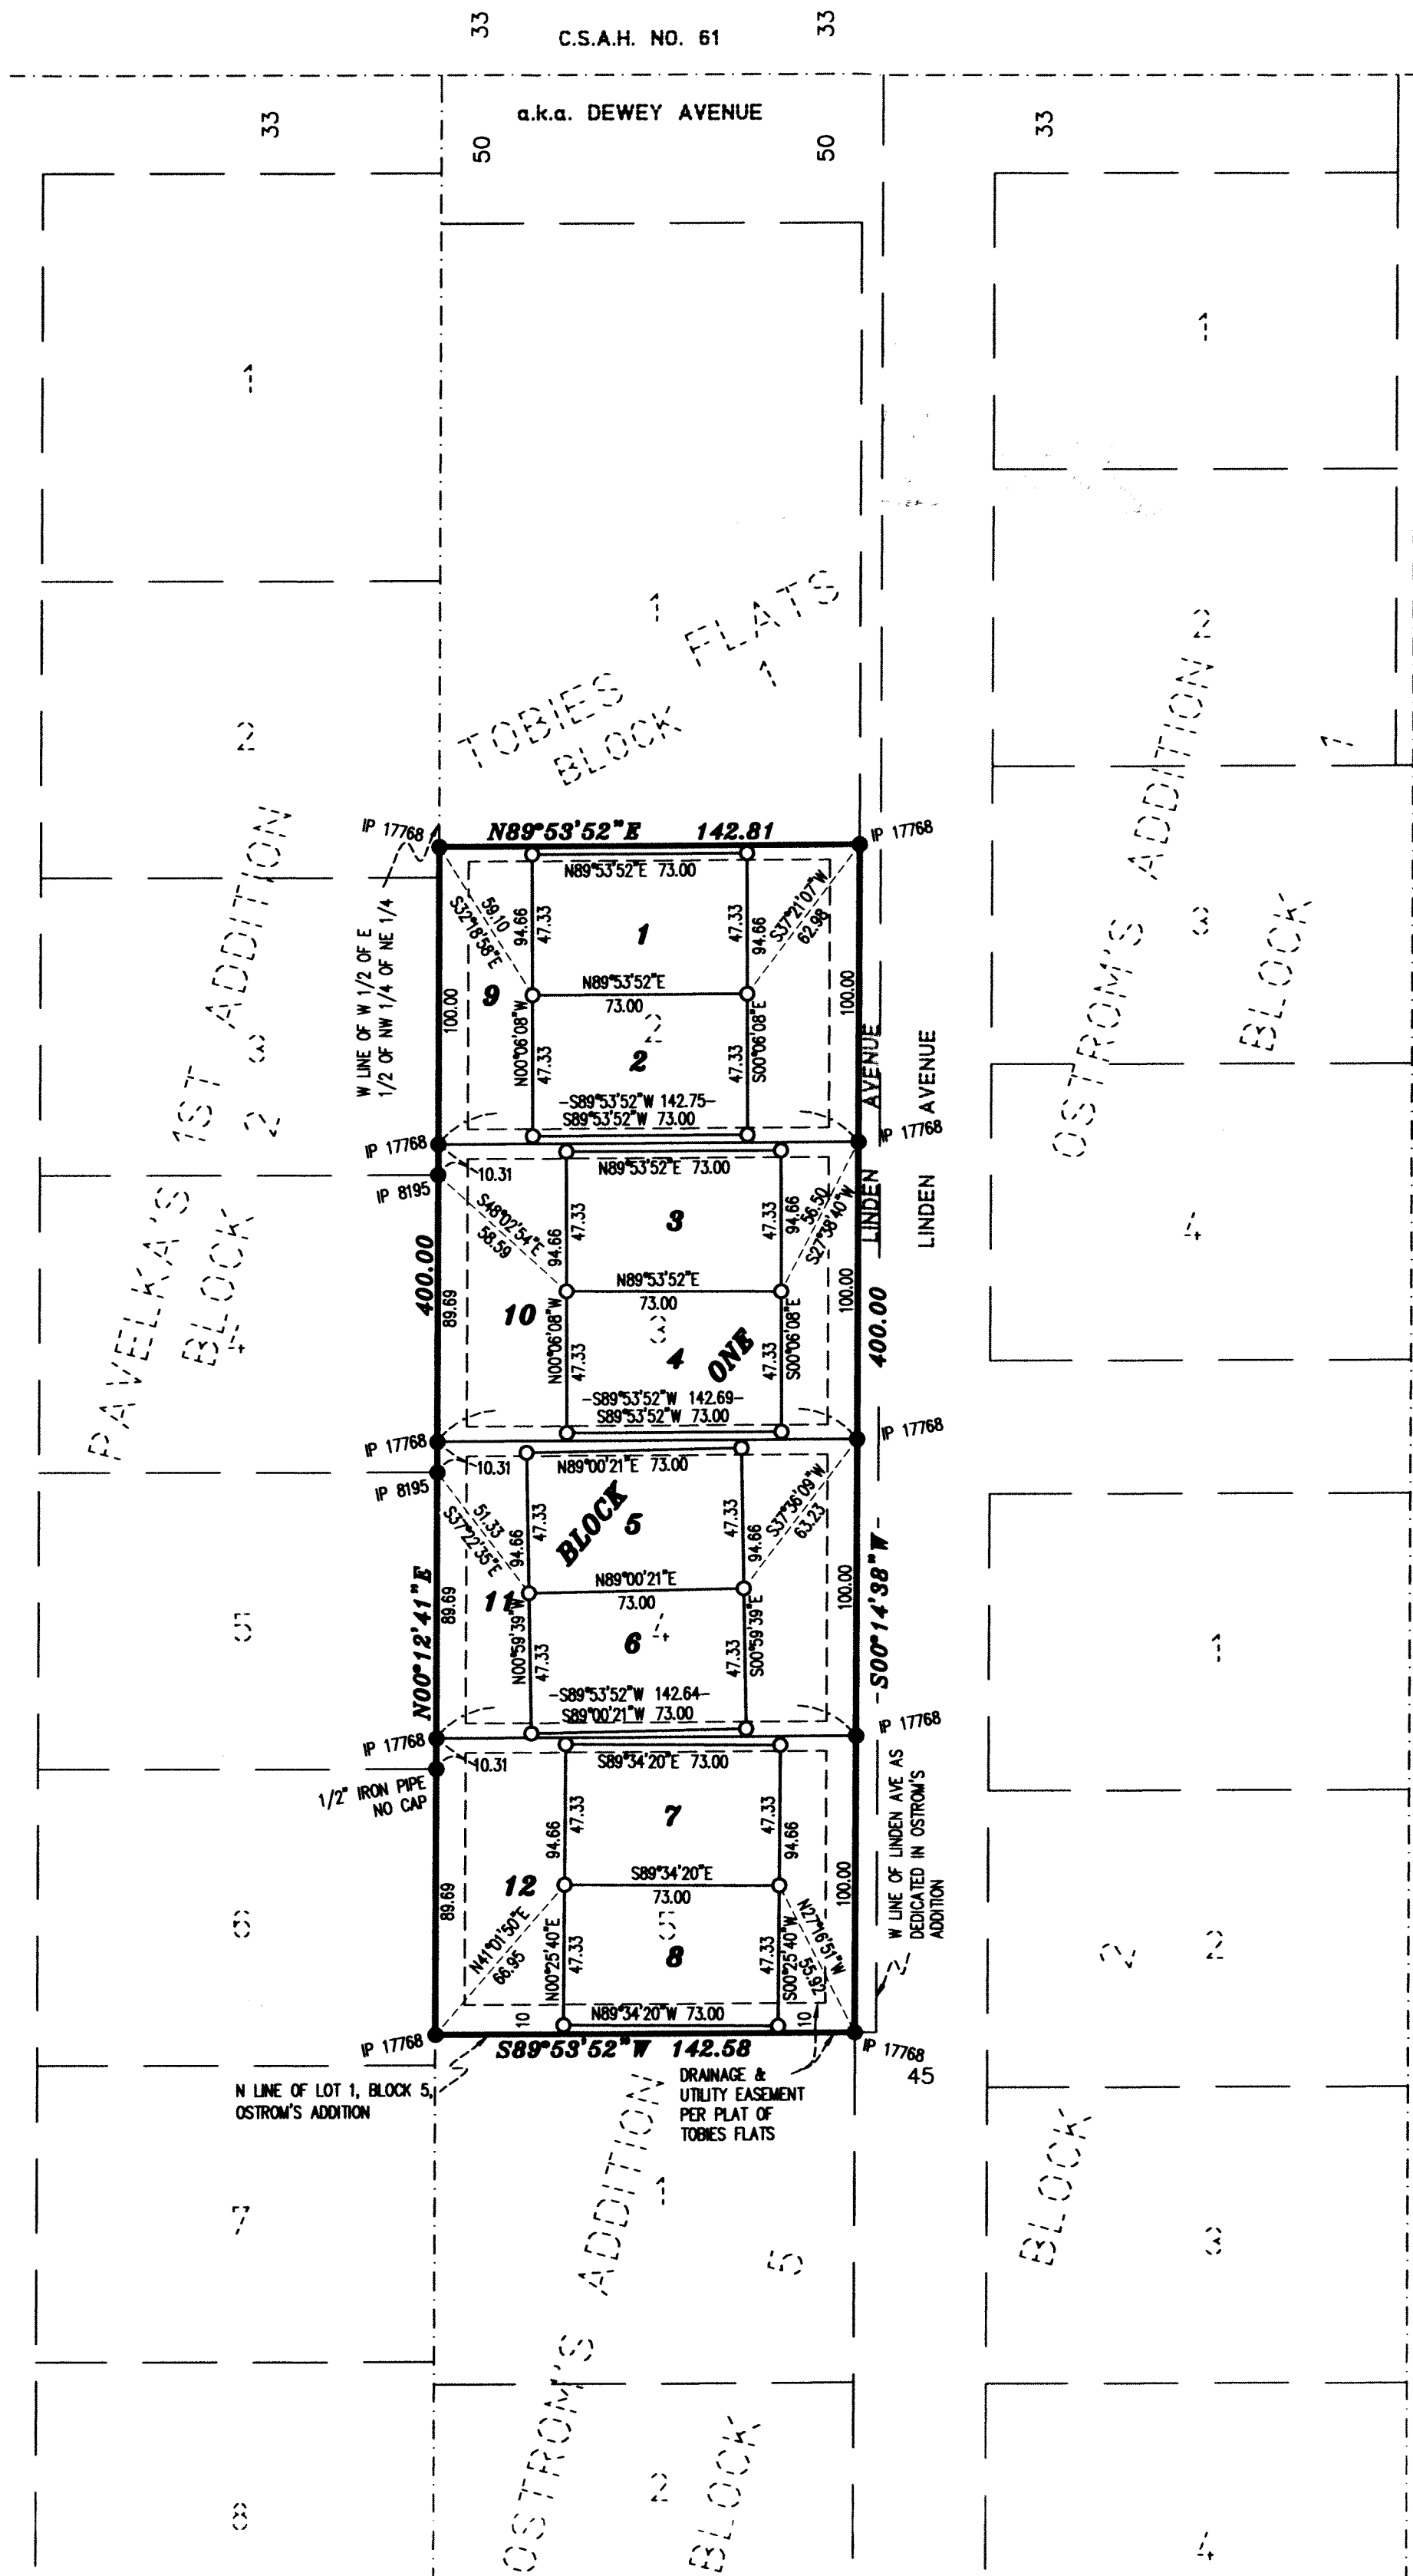 33
33
C.S.A.H. NO. 61
a.k.a. DEWEY AVENUE
33
50
50
33
1
1
TOBIES FLATS
BLOCK 1
1
2
2
PAVELKA'S 1ST ADDITION
BLOCK 2
3
4
5
6
7
8
OSTROM'S ADDITION
BLOCK 1
3
4
IP 17768
N89°53'52"E 142.81
IP 17768
W LINE OF W 1/2 OF E
1/2 OF NW 1/4 OF NE 1/4
N89°53'52"E 73.00
59.10
S32°18'58"E
94.66
47.33
1
47.33
94.66
S37°21'07"W
62.98
9
100.00
N89°53'52"E
73.00
100.00
N00°06'08"W
47.33
2
2
47.33
S00°06'08"E
-S89°53'52"W 142.75-
S89°53'52"W 73.00
LINDEN AVENUE
LINDEN AVENUE
IP 17768
IP 17768
10.31
IP 8195
N89°53'52"E 73.00
S48°02'54"E
58.59
94.66
47.33
3
47.33
94.66
56.50
S27°38'40"W
400.00
89.69
10
N89°53'52"E
73.00
100.00
400.00
N00°06'08"W
47.33
3
4
ONE
47.33
S00°06'08"E
-S89°53'52"W 142.69-
S89°53'52"W 73.00
IP 17768
IP 17768
10.31
IP 8195
N89°00'21"E 73.00
51.33
S37°22'35"E
94.66
47.33
BLOCK
5
47.33
94.66
S37°36'09"W
63.23
N00°12'41"E
89.69
11
N89°00'21"E
73.00
100.00
S00°14'38"W
N00°59'39"W
47.33
6
4
47.33
S00°59'39"E
-S89°53'52"W 142.64-
S89°00'21"W 73.00
IP 17768
IP 17768
10.31
1/2" IRON PIPE
NO CAP
S89°34'20"E 73.00
94.66
47.33
7
47.33
94.66
89.69
12
S89°34'20"E
73.00
100.00
W LINE OF LINDEN AVE AS
DEDICATED IN OSTROM'S
ADDITION
N41°01'50"E
66.95
N00°25'40"E
47.33
5
8
47.33
S00°25'40"W
N27°16'51"W
55.92
10
N89°34'20"W 73.00
10
IP 17768
S89°53'52"W 142.58
IP 17768
45
N LINE OF LOT 1, BLOCK 5,
OSTROM'S ADDITION
DRAINAGE &
UTILITY EASEMENT
PER PLAT OF
TOBIES FLATS
OSTROM'S ADDITION
1
5
2
BLOCK
1
2
2
BLOCK
3
4